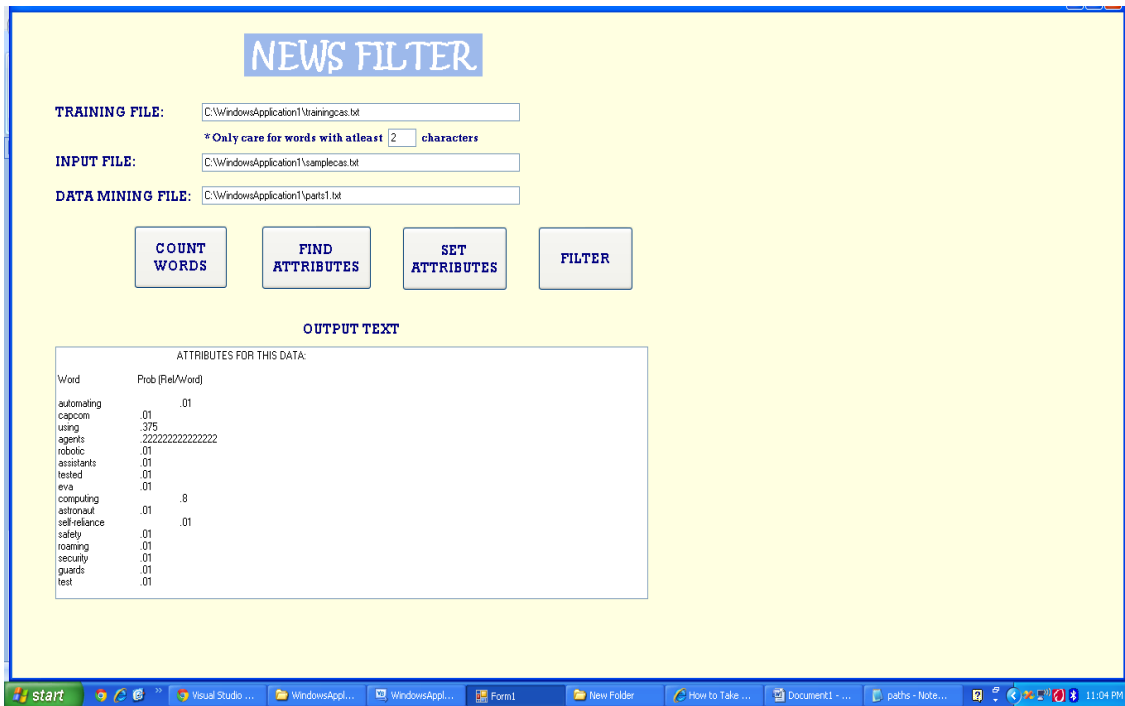 NEWS FILTER
TRAINING FILE: C:\WindowsApplication1\trainingcas.txt
* Only care for words with atleast 2 characters
INPUT FILE: C:\WindowsApplication1\samplecas.txt
DATA MINING FILE: C:\WindowsApplication1\parts1.txt
COUNT WORDS
FIND ATTRIBUTES
SET ATTRIBUTES
FILTER
OUTPUT TEXT
ATTRIBUTES FOR THIS DATA:
Word Prob (Rel/Word)
automating .01
capcom .01
using .375
agents .222222222222222
robotic .01
assistants .01
tested .01
eva .01
computing .8
astronaut .01
self-reliance .01
safety .01
roaming .01
security .01
guards .01
test .01
start Visual Studio ... WindowsAppl... WindowsAppl... Form1 New Folder How to Take ... Document1 - ... paths - Note... 11:04 PM